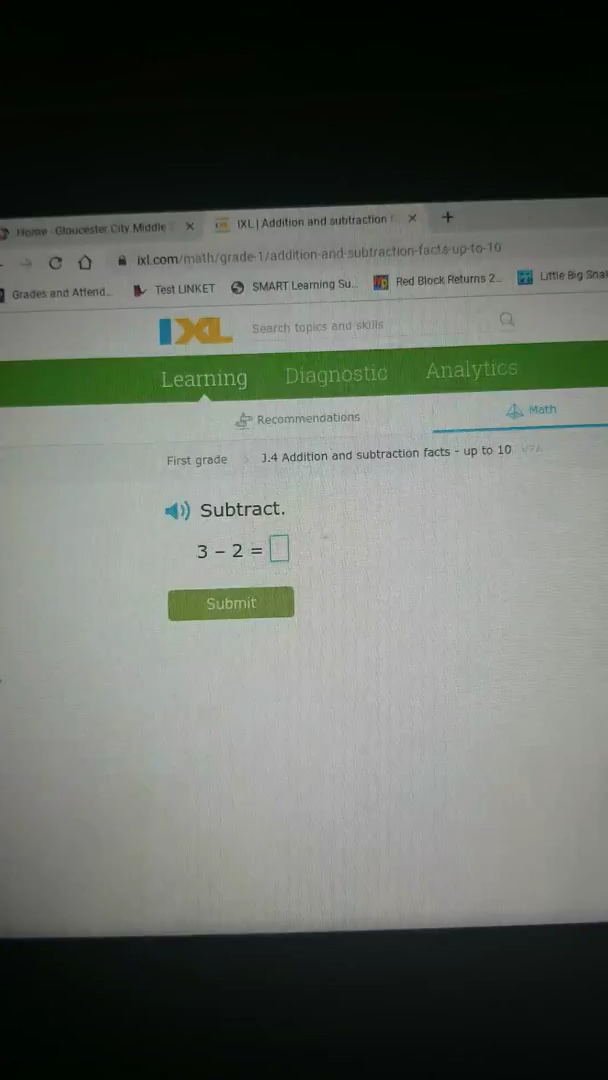 Home - Gloucester City Middle
IXL | Addition and subtraction
ixl.com/math/grade-1/addition-and-subtraction-facts-up-to-10
Grades and Attend... Test LINKET SMART Learning Su... Red Block Returns 2... Little Big Sna
IXL Search topics and skills
Learning Diagnostic Analytics
Recommendations Math
First grade J.4 Addition and subtraction facts - up to 10
Subtract.
3 – 2 =
Submit